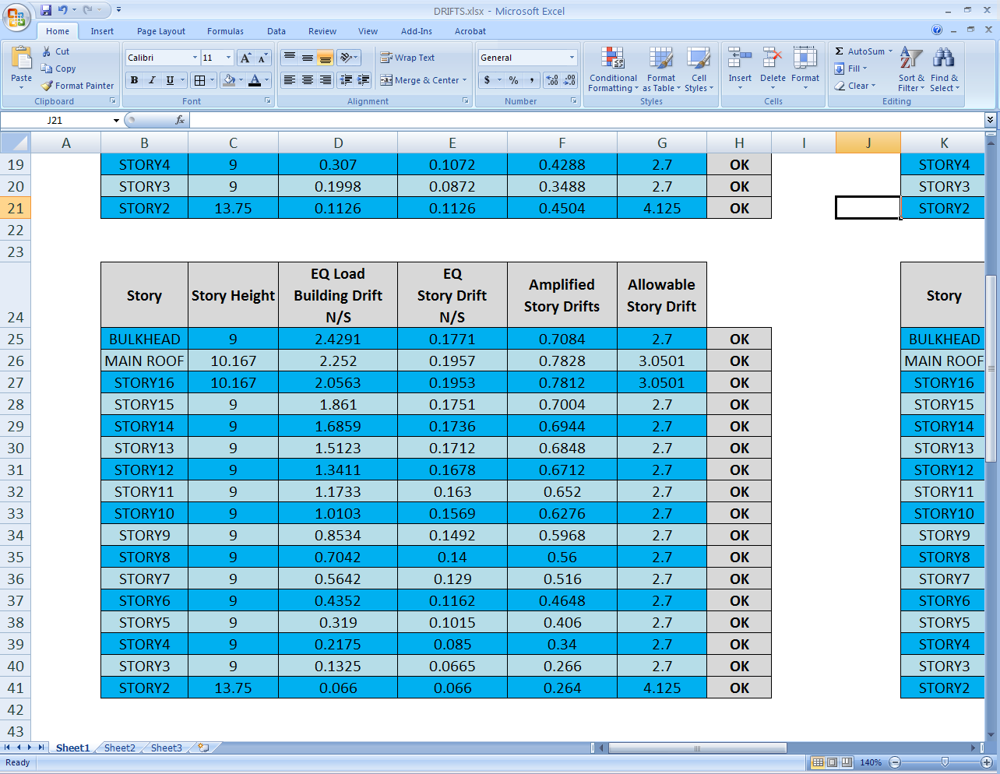 DRIFTS.xlsx - Microsoft Excel
Home Insert Page Layout Formulas Data Review View Add-Ins Acrobat
Paste
Cut
Copy
Format Painter
Clipboard
Calibri 11
A A
B I U A
Font
Wrap Text
Merge & Center
Alignment
General
$ % , .0 .00 .00 .0
Number
Conditional Formatting
Format as Table
Cell Styles
Styles
Insert Delete Format
Cells
Σ AutoSum
Fill
Clear
Sort & Filter
Find & Select
Editing
J21 fx
A B C D E F G H I J K
19 STORY4 9 0.307 0.1072 0.4288 2.7 OK STORY4
20 STORY3 9 0.1998 0.0872 0.3488 2.7 OK STORY3
21 STORY2 13.75 0.1126 0.1126 0.4504 4.125 OK STORY2
22
23
24 Story Story Height EQ Load Building Drift N/S EQ Story Drift N/S Amplified Story Drifts Allowable Story Drift Story
25 BULKHEAD 9 2.4291 0.1771 0.7084 2.7 OK BULKHEAD
26 MAIN ROOF 10.167 2.252 0.1957 0.7828 3.0501 OK MAIN ROOF
27 STORY16 10.167 2.0563 0.1953 0.7812 3.0501 OK STORY16
28 STORY15 9 1.861 0.1751 0.7004 2.7 OK STORY15
29 STORY14 9 1.6859 0.1736 0.6944 2.7 OK STORY14
30 STORY13 9 1.5123 0.1712 0.6848 2.7 OK STORY13
31 STORY12 9 1.3411 0.1678 0.6712 2.7 OK STORY12
32 STORY11 9 1.1733 0.163 0.652 2.7 OK STORY11
33 STORY10 9 1.0103 0.1569 0.6276 2.7 OK STORY10
34 STORY9 9 0.8534 0.1492 0.5968 2.7 OK STORY9
35 STORY8 9 0.7042 0.14 0.56 2.7 OK STORY8
36 STORY7 9 0.5642 0.129 0.516 2.7 OK STORY7
37 STORY6 9 0.4352 0.1162 0.4648 2.7 OK STORY6
38 STORY5 9 0.319 0.1015 0.406 2.7 OK STORY5
39 STORY4 9 0.2175 0.085 0.34 2.7 OK STORY4
40 STORY3 9 0.1325 0.0665 0.266 2.7 OK STORY3
41 STORY2 13.75 0.066 0.066 0.264 4.125 OK STORY2
42
43
Sheet1 Sheet2 Sheet3
Ready 140%